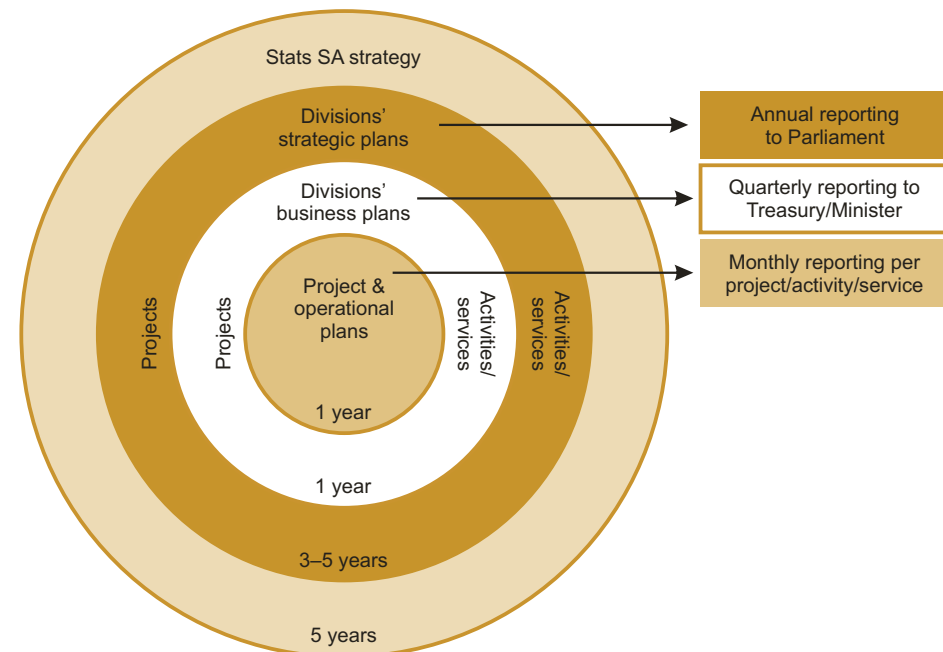 Stats SA strategy
Divisions’
strategic plans
Annual reporting
to Parliament
Divisions’
business plans
Quarterly reporting to
Treasury/Minister
Project &
operational
plans
Monthly reporting per
project/activity/service
Projects
Projects
Activities/
services
Activities/
services
1 year
1 year
3–5 years
5 years